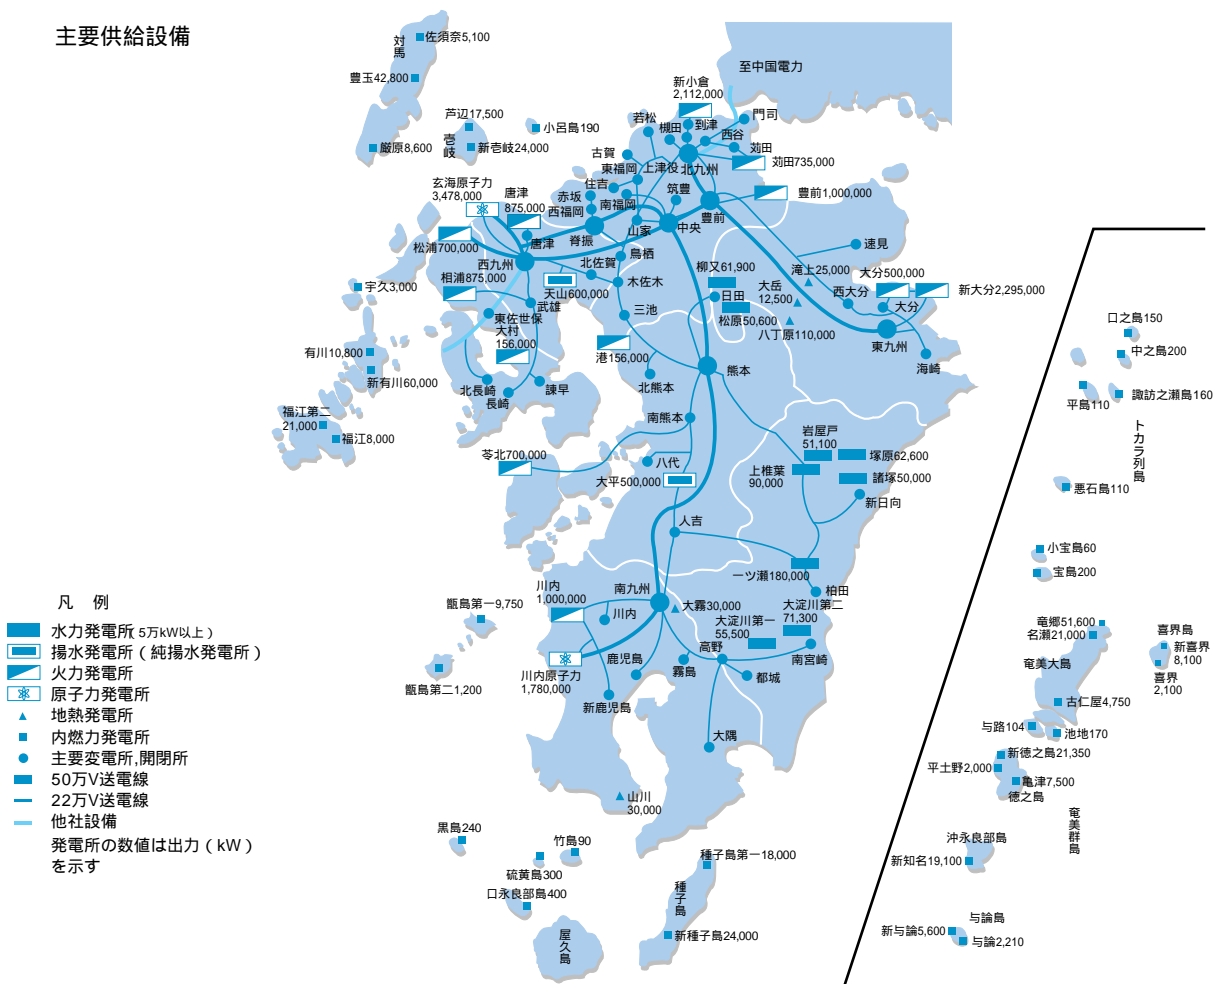 主要供給設備
対馬
佐須奈5,100
豊玉42,800
厳原8,600
芦辺17,500
壱岐
新壱岐24,000
小呂島190
至中国電力
新小倉
2,112,000
門司
若松
槻田
到津
西谷
苅田
苅田735,000
古賀
東福岡
上津役
北九州
住吉
南福岡
筑豊
豊前1,000,000
豊前
赤坂
西福岡
脊振
山家
中央
玄海原子力
3,478,000
唐津
875,000
唐津
松浦700,000
西九州
相浦875,000
鳥栖
北佐賀
天山600,000
木佐木
武雄
三池
東佐世保
大村
156,000
港156,000
宇久3,000
有川10,800
新有川60,000
福江第二
21,000
福江8,000
北長崎
長崎
諫早
速見
柳又61,900
滝上25,000
大分500,000
日田
大岳
12,500
西大分
大分
新大分2,295,000
松原50,600
八丁原110,000
東九州
海崎
熊本
北熊本
南熊本
岩屋戸
51,100
塚原62,600
上椎葉
90,000
諸塚50,000
新日向
苓北700,000
八代
大平500,000
人吉
一ツ瀬180,000
柏田
川内
1,000,000
南九州
川内
大霧30,000
大淀川第二
71,300
大淀川第一
55,500
高野
南宮崎
霧島
都城
鹿児島
川内原子力
1,780,000
新鹿児島
大隅
山川
30,000
甑島第一9,750
甑島第二1,200
凡 例
水力発電所(5万kW以上)
揚水発電所(純揚水発電所)
火力発電所
原子力発電所
地熱発電所
内燃力発電所
主要変電所,開閉所
50万V送電線
22万V送電線
他社設備
発電所の数値は出力(kW)
を示す
黒島240
竹島90
硫黄島300
口永良部島400
屋久島
種子島第一18,000
種子島
新種子島24,000
口之島150
中之島200
平島110
諏訪之瀬島160
トカラ列島
悪石島110
小宝島60
宝島200
竜郷51,600
名瀬21,000
奄美大島
喜界島
新喜界
8,100
喜界
2,100
古仁屋4,750
与路104
池地170
新徳之島21,350
平土野2,000
亀津7,500
徳之島
奄美群島
沖永良部島
新知名19,100
与論島
新与論5,600
与論2,210